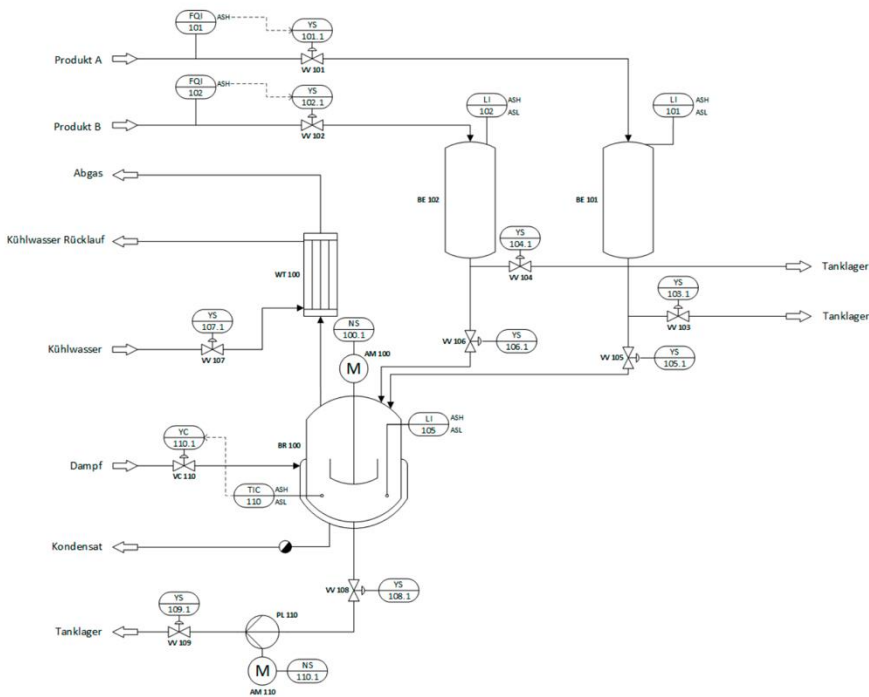 FQI ASH
101
YS
101.1
Produkt A
VV 101
FQI ASH
102
YS
102.1
LI ASH
102 ASL
LI ASH
101 ASL
Produkt B
VV 102
Abgas
BE 102
BE 101
Kühlwasser Rücklauf
YS
104.1
Tanklager
WT 100
VV 104
YS
103.1
YS
107.1
NS
100.1
Tanklager
VV 103
VV 106
YS
106.1
Kühlwasser
VV 107
AM 100
VV 105
YS
105.1
M
LI ASH
105 ASL
YC
110.1
BR 100
Dampf
VC 110
TIC ASH
110 ASL
Kondensat
VV 108
YS
108.1
YS
109.1
PL 110
Tanklager
VV 109
M
NS
110.1
AM 110